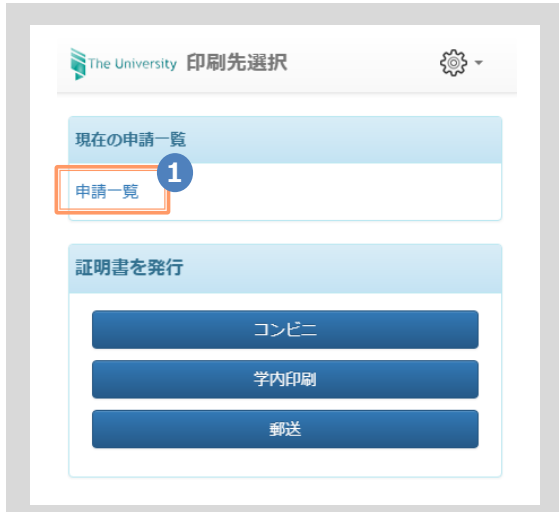 The University 印刷先選択
現在の申請一覧
1
申請一覧
証明書を発行
コンビニ
学内印刷
郵送